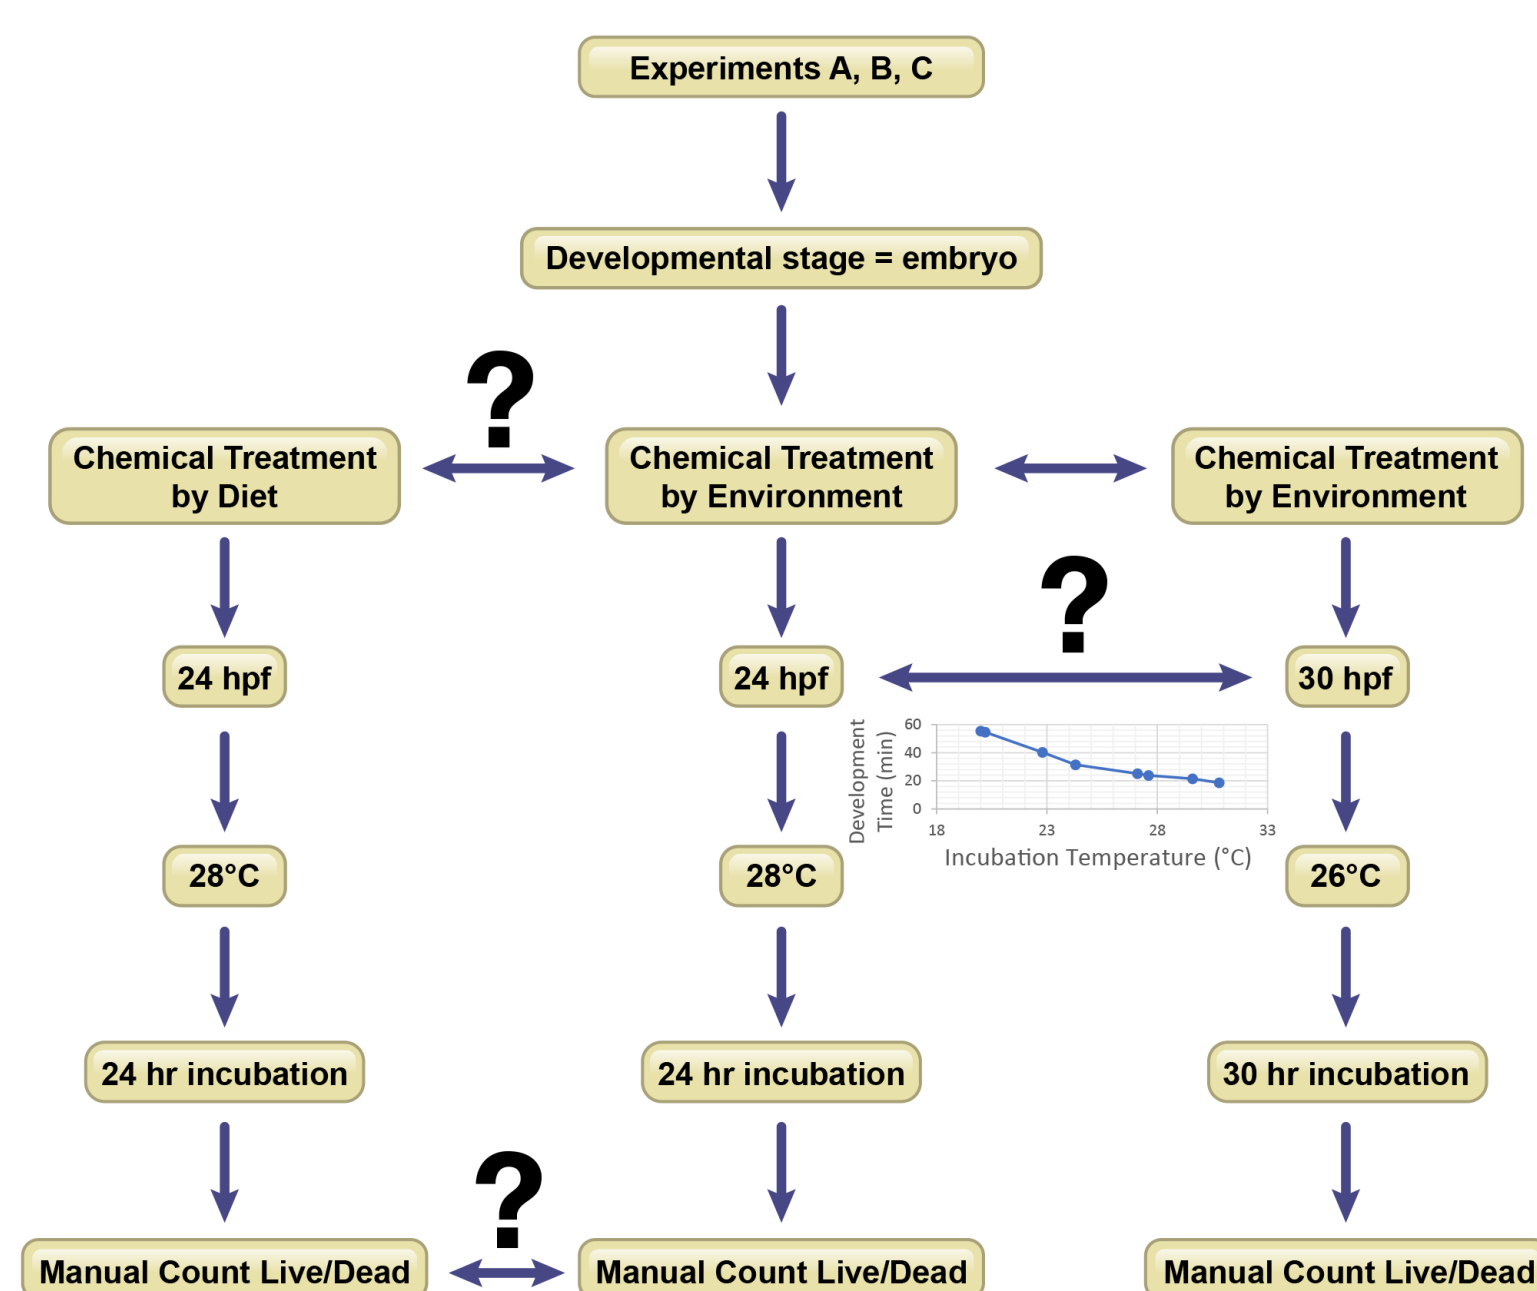 Experiments A, B, C
Developmental stage = embryo
?
Chemical Treatment
by Diet
Chemical Treatment
by Environment
Chemical Treatment
by Environment
?
24 hpf
24 hpf
30 hpf
Development
Time (min)
60
40
20
0
18
23
28
33
Incubation Temperature (°C)
28°C
28°C
26°C
24 hr incubation
24 hr incubation
30 hr incubation
?
Manual Count Live/Dead
Manual Count Live/Dead
Manual Count Live/Dead